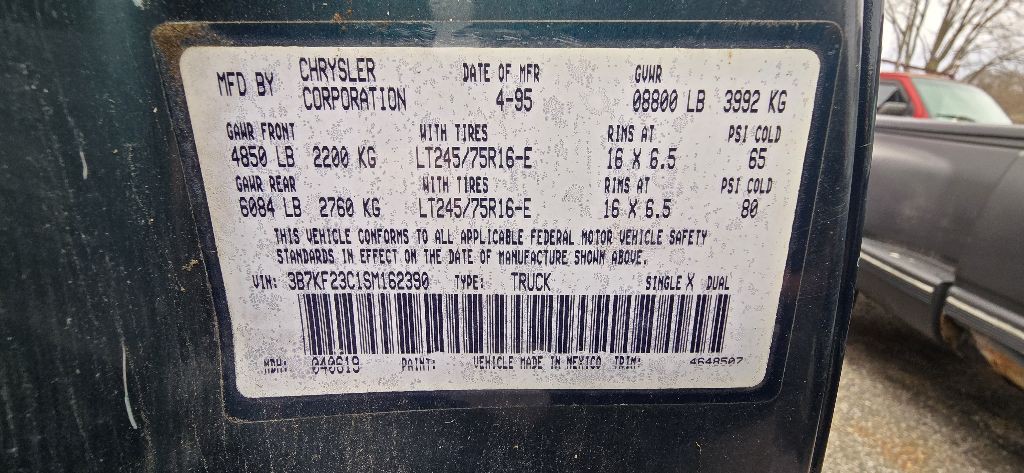 MFD BY CHRYSLER CORPORATION DATE OF MFR 4-95 GVWR 08800 LB 3992 KG
GAWR FRONT WITH TIRES RIMS AT PSI COLD
4850 LB 2200 KG LT245/75R16-E 16 X 6.5 65
GAWR REAR WITH TIRES RIMS AT PSI COLD
6084 LB 2760 KG LT245/75R16-E 16 X 6.5 80
THIS VEHICLE CONFORMS TO ALL APPLICABLE FEDERAL MOTOR VEHICLE SAFETY
STANDARDS IN EFFECT ON THE DATE OF MANUFACTURE SHOWN ABOVE.
VIN: 3B7KF23C1SM162390 TYPE: TRUCK SINGLE X DUAL
MDH: 040619 PAINT: VEHICLE MADE IN MEXICO TRIM: 4648507